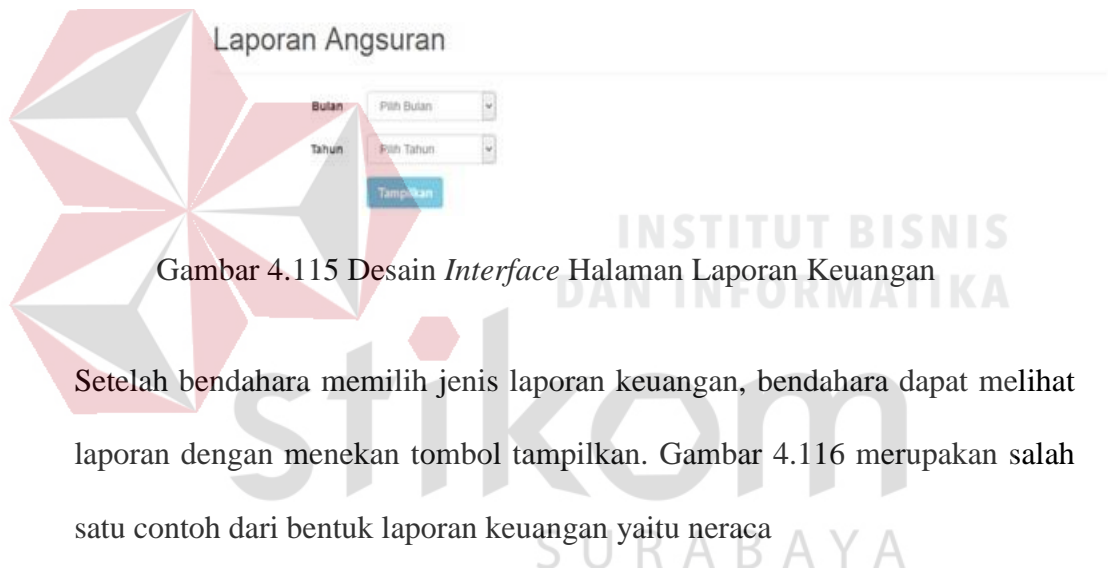 Laporan Angsuran
Bulan Pilih Bulan
Tahun Pilih Tahun
Tampilkan
INSTITUT BISNIS
DAN INFORMATIKA
Gambar 4.115 Desain Interface Halaman Laporan Keuangan
stikom
SURABAYA
Setelah bendahara memilih jenis laporan keuangan, bendahara dapat melihat
laporan dengan menekan tombol tampilkan. Gambar 4.116 merupakan salah
satu contoh dari bentuk laporan keuangan yaitu neraca